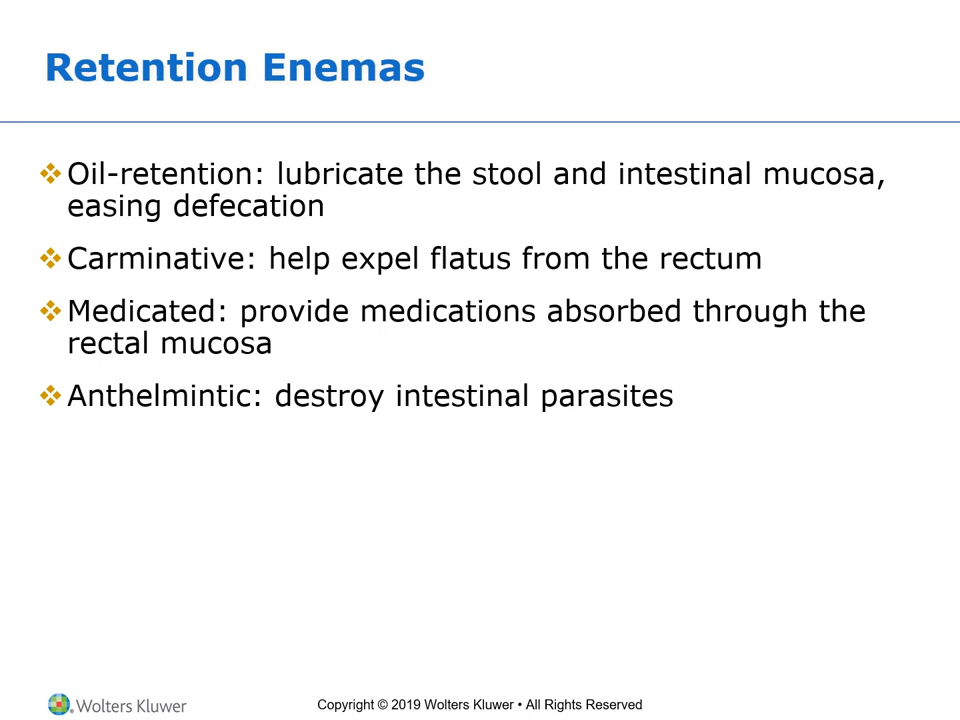 Retention Enemas
Oil-retention: lubricate the stool and intestinal mucosa,
easing defecation
Carminative: help expel flatus from the rectum
Medicated: provide medications absorbed through the
rectal mucosa
Anthelmintic: destroy intestinal parasites
Wolters Kluwer
Copyright © 2019 Wolters Kluwer • All Rights Reserved